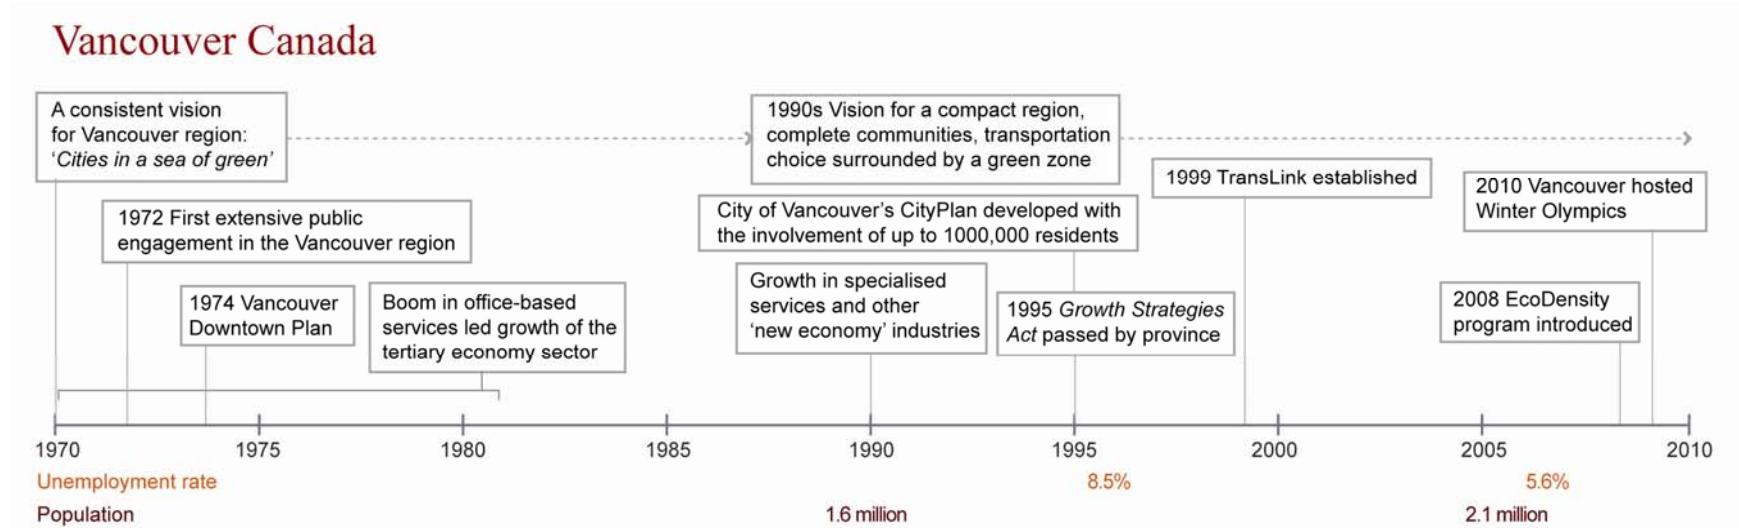 Vancouver Canada
A consistent vision
for Vancouver region:
‘Cities in a sea of green’
1990s Vision for a compact region,
complete communities, transportation
choice surrounded by a green zone
1999 TransLink established
2010 Vancouver hosted
Winter Olympics
1972 First extensive public
engagement in the Vancouver region
City of Vancouver’s CityPlan developed with
the involvement of up to 1000,000 residents
1974 Vancouver
Downtown Plan
Boom in office-based
services led growth of the
tertiary economy sector
Growth in specialised
services and other
‘new economy’ industries
1995 Growth Strategies
Act passed by province
2008 EcoDensity
program introduced
1970 1975 1980 1985 1990 1995 2000 2005 2010
Unemployment rate 8.5% 5.6%
Population 1.6 million 2.1 million